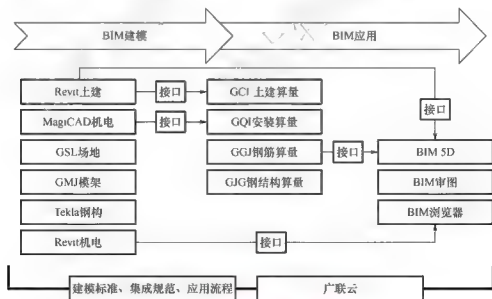 BIM建模 BIM应用
Revit土建 接口 GCI 土建算量 接口
MagiCAD机电 接口 GQI安装算量
GSL场地 GGJ钢筋算量 接口 BIM 5D
GMJ模架 GJG钢结构算量 BIM审图
Tekla钢构 BIM浏览器
Revit机电 接口
建模标准、集成规范、应用流程 广联云